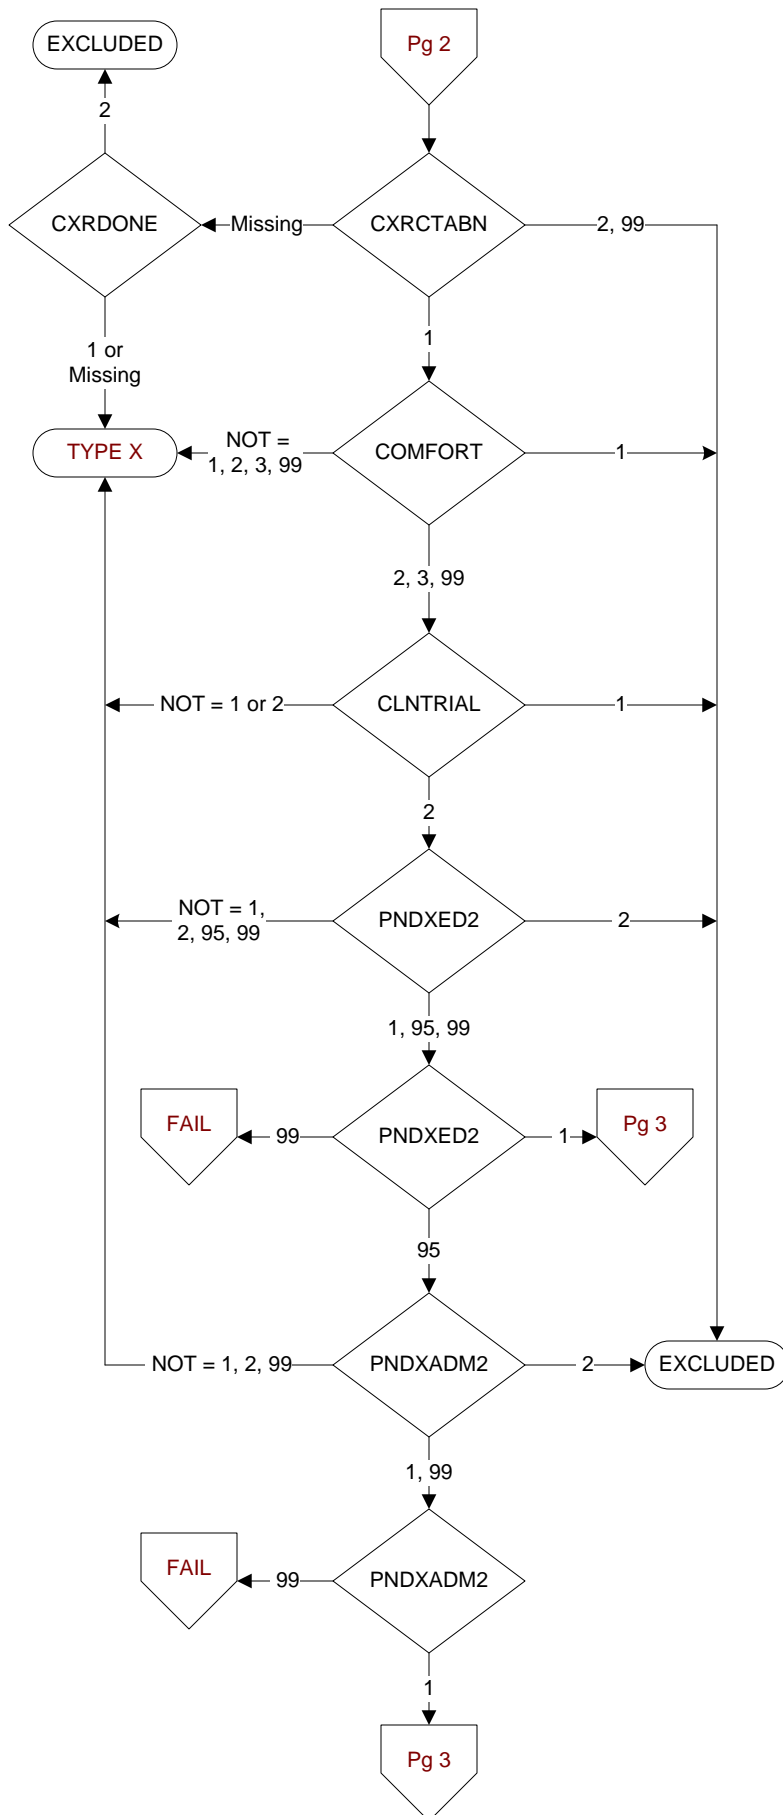 EXCLUDED
Pg 2
2
CXRDONE
Missing
CXRCTABN
2, 99
1 or
Missing
1
TYPE X
NOT =
1, 2, 3, 99
COMFORT
1
2, 3, 99
NOT = 1 or 2
CLNTRIAL
1
2
NOT = 1,
2, 95, 99
PNDXED2
2
1, 95, 99
FAIL
99
PNDXED2
1
Pg 3
95
NOT = 1, 2, 99
PNDXADM2
2
EXCLUDED
1, 99
FAIL
99
PNDXADM2
1
Pg 3